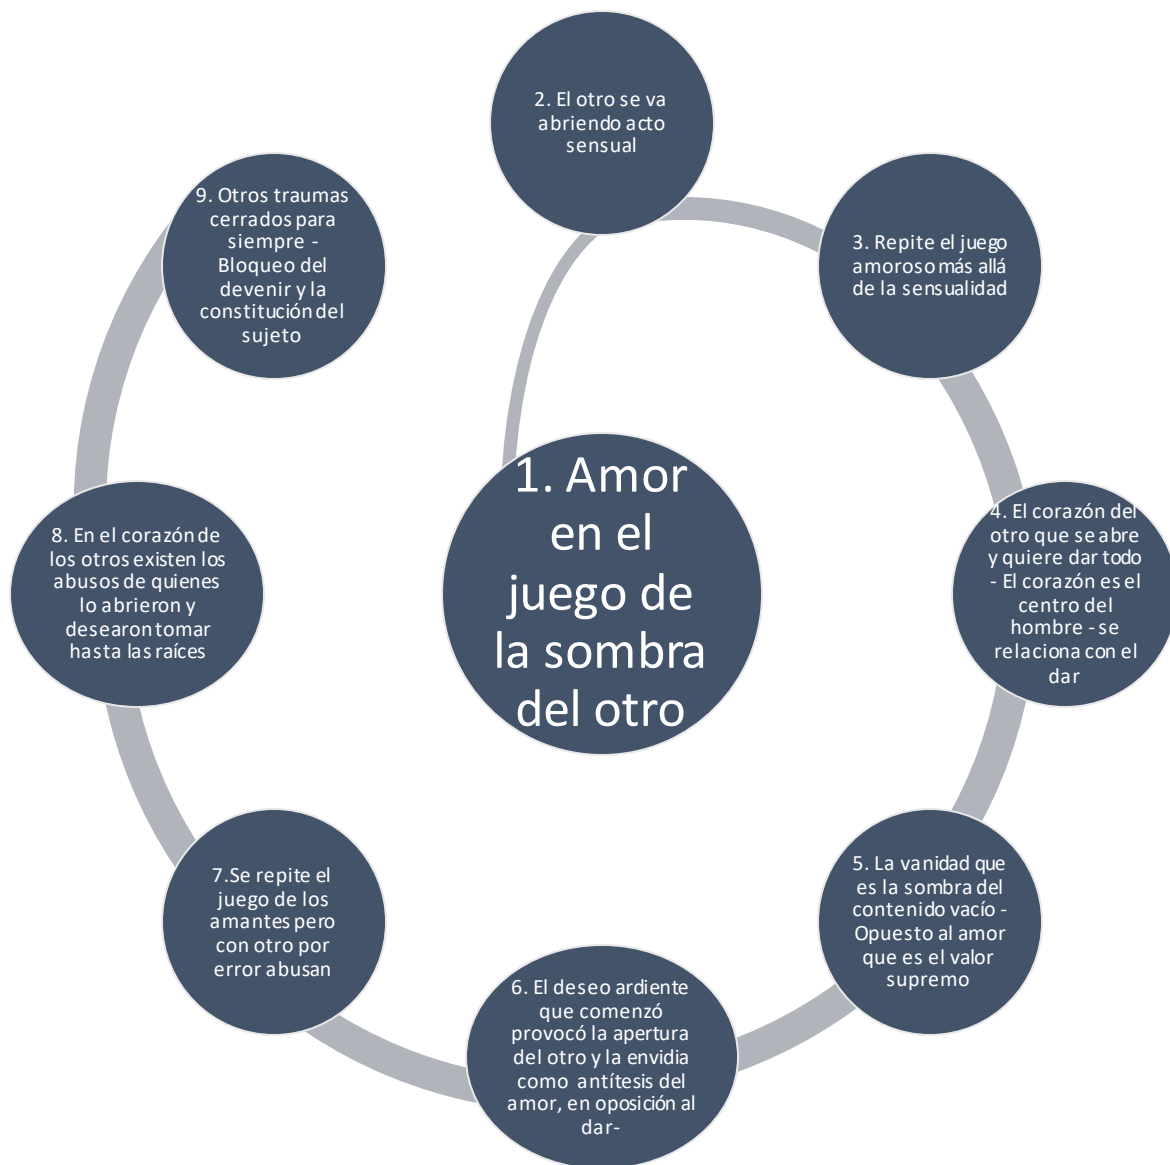 1. Amor
en el
juego de
la sombra
del otro
2. El otro se va
abriendo acto
sensual
3. Repite el juego
amoroso más allá
de la sensualidad
4. El corazón del
otro que se abre
y quiere dar todo
- El corazón es el
centro del
hombre - se
relaciona con el
dar
5. La vanidad que
es la sombra del
contenido vacío -
Opuesto al amor
que es el valor
supremo
6. El deseo ardiente
que comenzó
provocó la apertura
del otro y la envidia
como antítesis del
amor, en oposición al
dar-
7.Se repite el
juego de los
amantes pero
con otro por
error abusan
8. En el corazón de
los otros existen los
abusos de quienes
lo abrieron y
desearon tomar
hasta las raíces
9. Otros traumas
cerrados para
siempre -
Bloqueo del
devenir y la
constitución del
sujeto